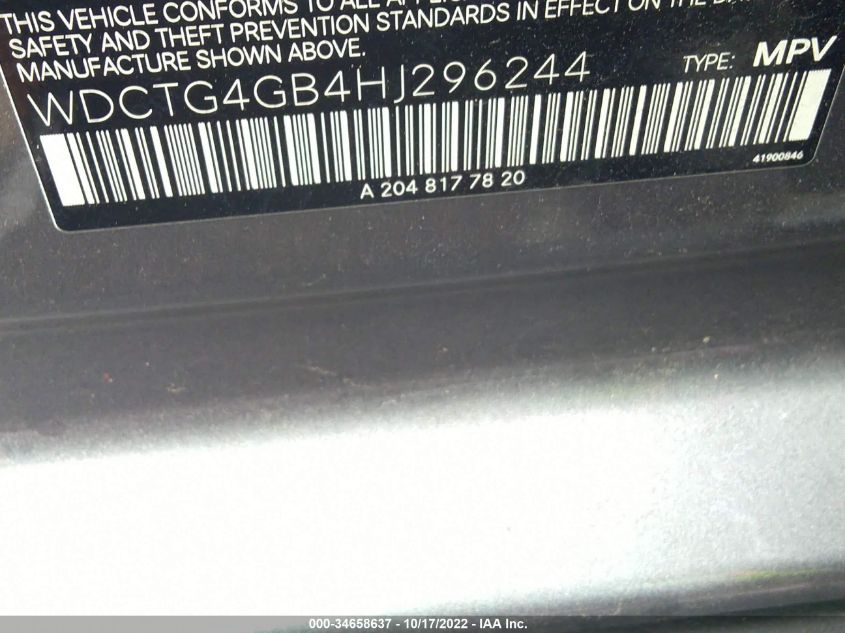 THIS VEHICLE CONFORMS TO ALL
SAFETY AND THEFT PREVENTION STANDARDS IN EFFECT ON THE
MANUFACTURE SHOWN ABOVE.
WDCTG4GB4HJ296244
TYPE: MPV
41900846
A 204 817 78 20
000-34658637 - 10/17/2022 - IAA Inc.